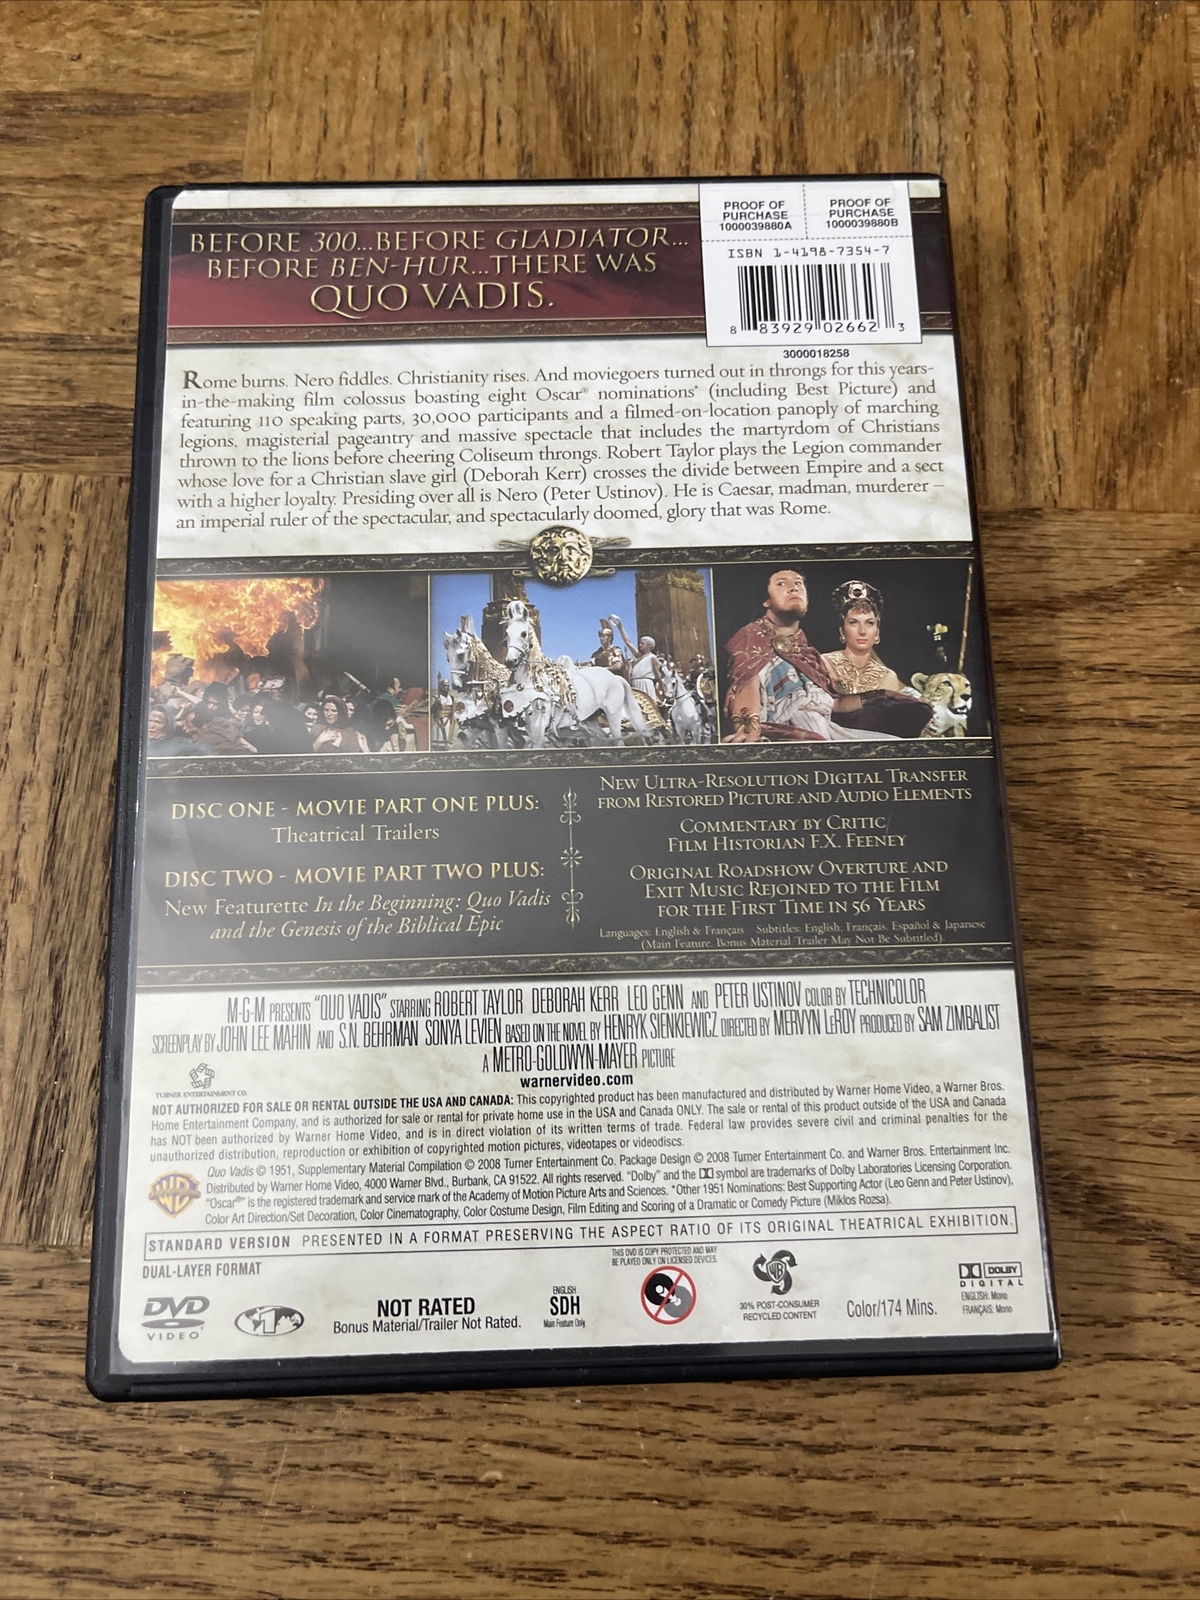 PROOF OF PURCHASE 1000039880A
PROOF OF PURCHASE 1000039880B
ISBN 1-4198-7354-7
8 83929 02662 3
3000018258
BEFORE 300...BEFORE GLADIATOR...
BEFORE BEN-HUR...THERE WAS
QUO VADIS.
Rome burns. Nero fiddles. Christianity rises. And moviegoers turned out in throngs for this years-
in-the-making film colossus boasting eight Oscar® nominations* (including Best Picture) and
featuring 110 speaking parts, 30,000 participants and a filmed-on-location panoply of marching
legions, magisterial pageantry and massive spectacle that includes the martyrdom of Christians
thrown to the lions before cheering Coliseum throngs. Robert Taylor plays the Legion commander
whose love for a Christian slave girl (Deborah Kerr) crosses the divide between Empire and a sect
with a higher loyalty. Presiding over all is Nero (Peter Ustinov). He is Caesar, madman, murderer –
an imperial ruler of the spectacular, and spectacularly doomed, glory that was Rome.
DISC ONE - MOVIE PART ONE PLUS:
Theatrical Trailers
DISC TWO - MOVIE PART TWO PLUS:
New Featurette In the Beginning: Quo Vadis
and the Genesis of the Biblical Epic
NEW ULTRA-RESOLUTION DIGITAL TRANSFER
FROM RESTORED PICTURE AND AUDIO ELEMENTS
COMMENTARY BY CRITIC/
FILM HISTORIAN F.X. FEENEY
ORIGINAL ROADSHOW OVERTURE AND
EXIT MUSIC REJOINED TO THE FILM
FOR THE FIRST TIME IN 56 YEARS
Languages: English & Français Subtitles: English, Français, Español & Japanese
(Main Feature. Bonus Material/Trailer May Not Be Subtitled).
M-G-M PRESENTS "QUO VADIS" STARRING ROBERT TAYLOR DEBORAH KERR LEO GENN AND PETER USTINOV COLOR BY TECHNICOLOR
SCREENPLAY BY JOHN LEE MAHIN AND S.N. BEHRMAN SONYA LEVIEN BASED ON THE NOVEL BY HENRYK SIENKIEWICZ DIRECTED BY MERVYN LeROY PRODUCED BY SAM ZIMBALIST
A METRO-GOLDWYN-MAYER PICTURE
warnervideo.com
TURNER ENTERTAINMENT CO.
NOT AUTHORIZED FOR SALE OR RENTAL OUTSIDE THE USA AND CANADA: This copyrighted product has been manufactured and distributed by Warner Home Video, a Warner Bros.
Home Entertainment Company, and is authorized for sale or rental for private home use in the USA and Canada ONLY. The sale or rental of this product outside of the USA and Canada
has NOT been authorized by Warner Home Video, and is in direct violation of its written terms of trade. Federal law provides severe civil and criminal penalties for the
unauthorized distribution, reproduction or exhibition of copyrighted motion pictures, videotapes or videodiscs.
Quo Vadis © 1951, Supplementary Material Compilation © 2008 Turner Entertainment Co. Package Design © 2008 Turner Entertainment Co. and Warner Bros. Entertainment Inc.
Distributed by Warner Home Video, 4000 Warner Blvd., Burbank, CA 91522. All rights reserved. "Dolby" and the symbol are trademarks of Dolby Laboratories Licensing Corporation.
"Oscar®" is the registered trademark and service mark of the Academy of Motion Picture Arts and Sciences. *Other 1951 Nominations: Best Supporting Actor (Leo Genn and Peter Ustinov),
Color Art Direction/Set Decoration, Color Cinematography, Color Costume Design, Film Editing and Scoring of a Dramatic or Comedy Picture (Miklos Rozsa).
STANDARD VERSION PRESENTED IN A FORMAT PRESERVING THE ASPECT RATIO OF ITS ORIGINAL THEATRICAL EXHIBITION.
DUAL-LAYER FORMAT
DVD
VIDEO
1
NOT RATED
Bonus Material/Trailer Not Rated.
ENGLISH
SDH
Main Feature Only.
THIS DVD IS COPY PROTECTED AND MAY
BE PLAYED ONLY ON LICENSED DEVICES.
WB
30% POST-CONSUMER
RECYCLED CONTENT
Color/174 Mins.
DOLBY
DIGITAL
ENGLISH: Mono
FRANÇAIS: Mono